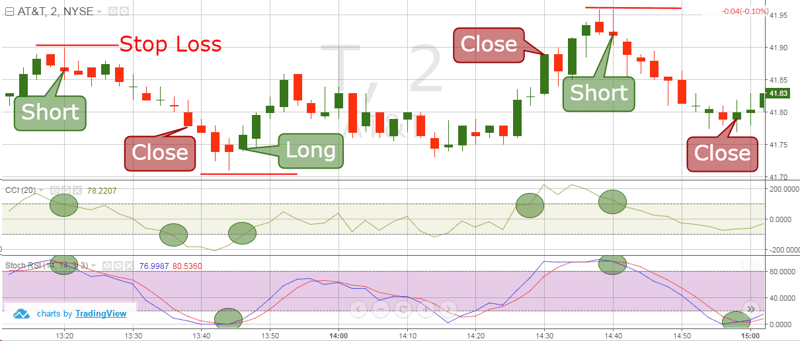 AT&T, 2, NYSE
-0.04(-0.10%)
T, 2
41.95
41.90
41.85
41.83
41.80
41.75
41.70
Stop Loss
Short
Close
Long
Close
Short
Close
CCI (20) 78.2207
200.0000
0.0000
-200.0000
Stoch RSI (14, 14, 3, 3) 76.9987 80.5360
80.0000
40.0000
0.0000
charts by TradingView
13:20 13:30 13:40 13:50 14:00 14:10 14:20 14:30 14:40 14:50 15:00